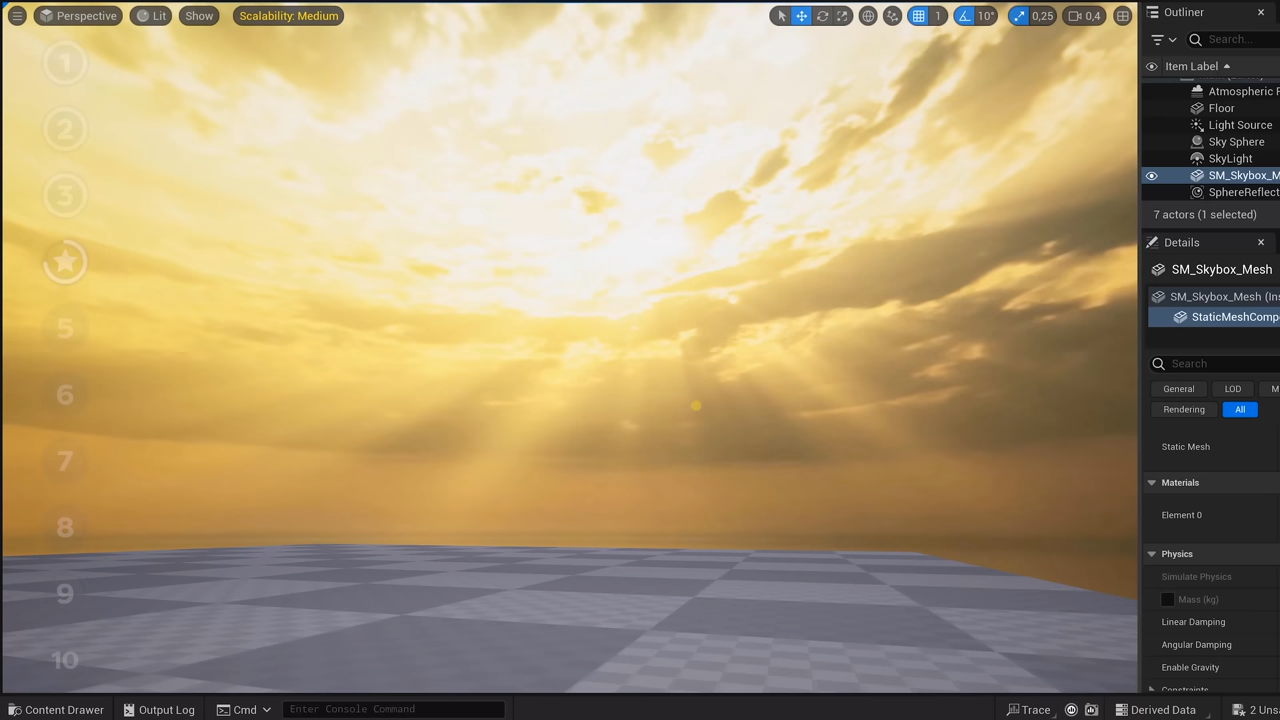 Perspective Lit Show Scalability: Medium 1 10° 0,25 0,4
1
2
3
5
6
7
8
9
10
Outliner
Search...
Item Label
Atmospheric
Floor
Light Source
Sky Sphere
SkyLight
SM_Skybox_M
SphereReflect
7 actors (1 selected)
Details
SM_Skybox_Mesh
SM_Skybox_Mesh (Ins
StaticMeshCompo
Search
General LOD M
Rendering All
Static Mesh
Materials
Element 0
Physics
Simulate Physics
Mass (kg)
Linear Damping
Angular Damping
Enable Gravity
Constraints
Content Drawer Output Log Cmd Enter Console Command Trace Derived Data 2 Uns